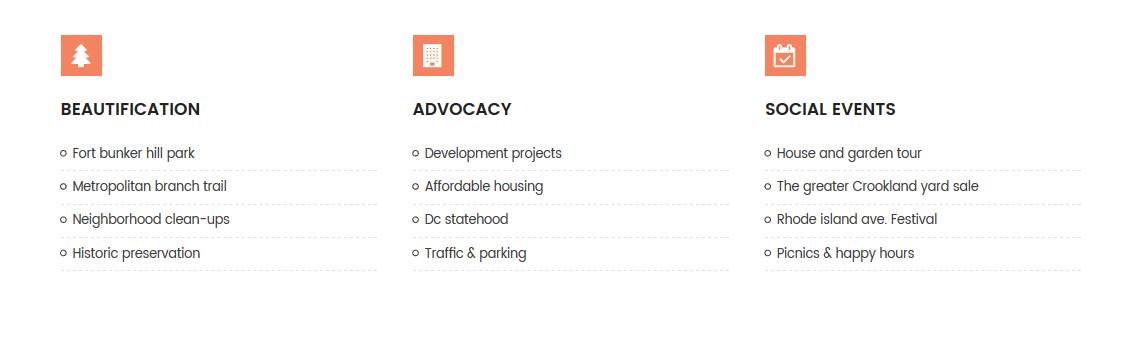 BEAUTIFICATION
Fort bunker hill park
Metropolitan branch trail
Neighborhood clean-ups
Historic preservation
ADVOCACY
Development projects
Affordable housing
Dc statehood
Traffic & parking
SOCIAL EVENTS
House and garden tour
The greater Crookland yard sale
Rhode island ave. Festival
Picnics & happy hours